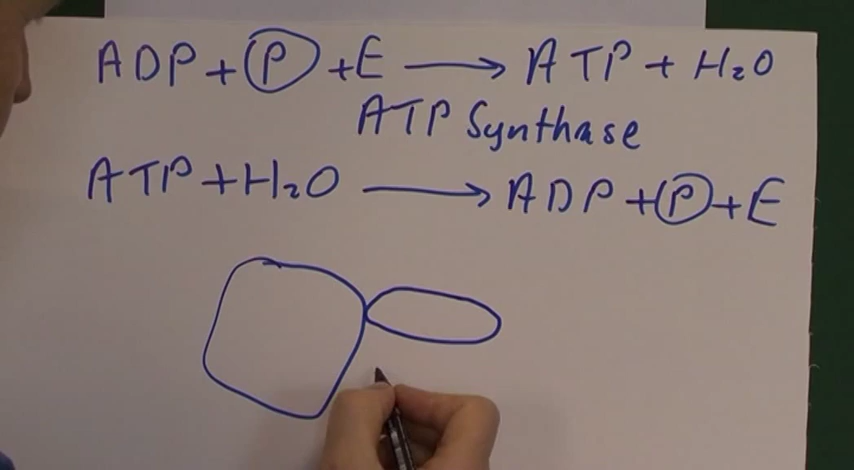 ADP + P + E → ATP + H₂O
ATP Synthase
ATP + H₂O → ADP + P + E